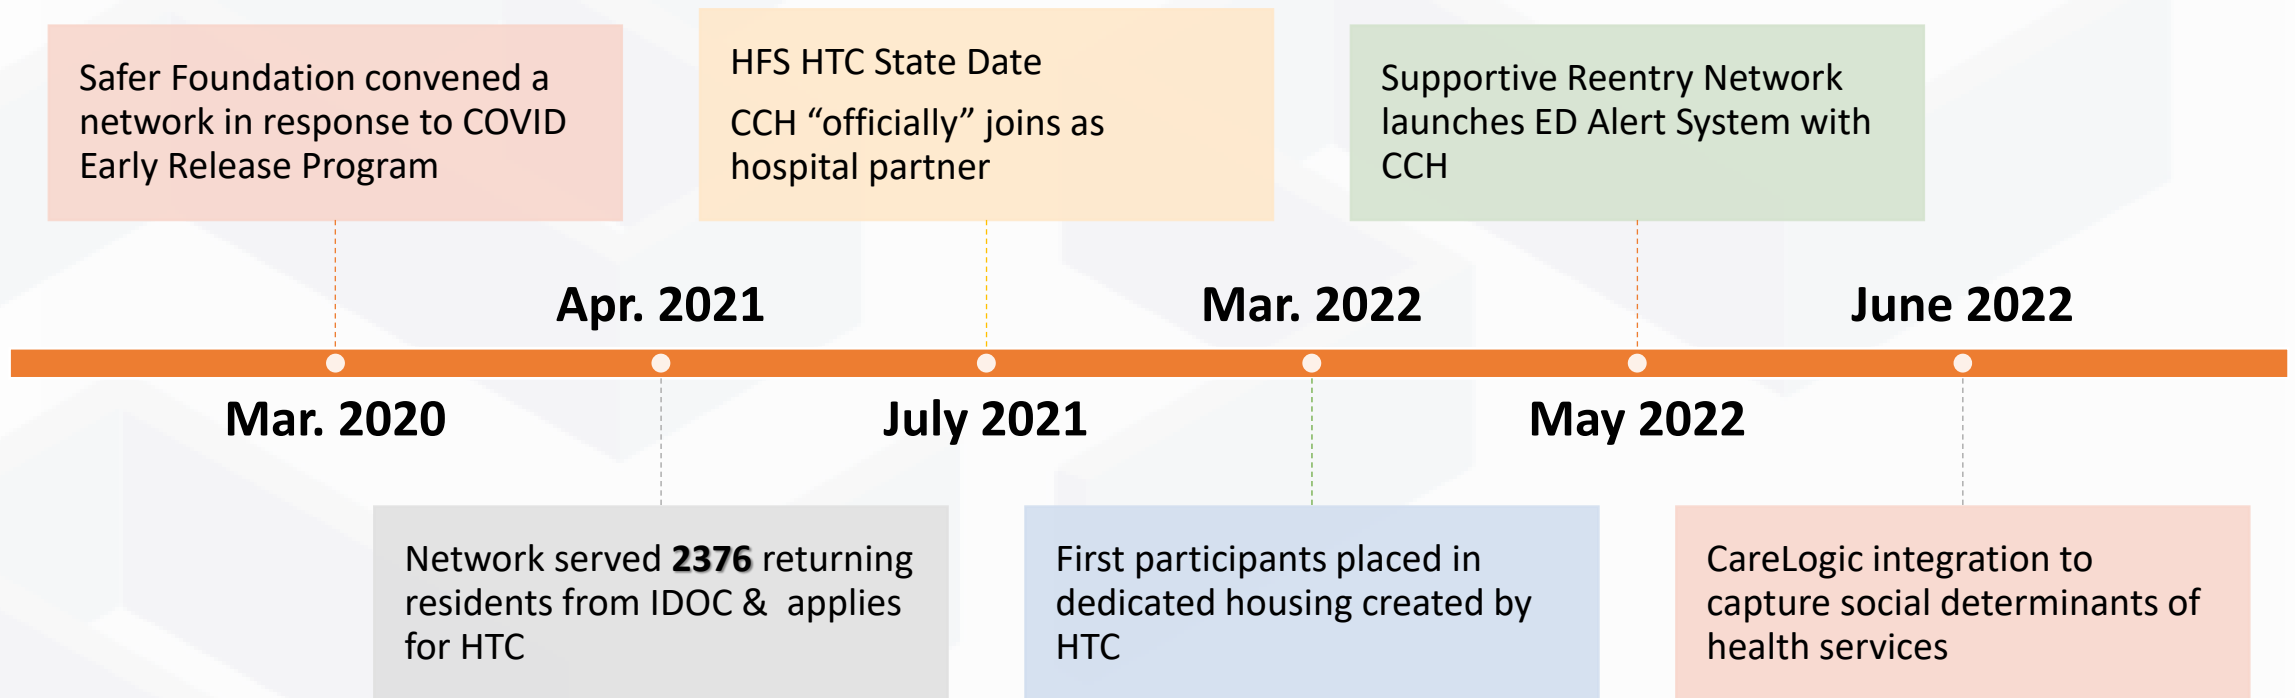 Safer Foundation convened a
network in response to COVID
Early Release Program
HFS HTC State Date
CCH “officially” joins as
hospital partner
Supportive Reentry Network
launches ED Alert System with
CCH
Apr. 2021
Mar. 2022
June 2022
Mar. 2020
July 2021
May 2022
Network served 2376 returning
residents from IDOC &  applies
for HTC
First participants placed in
dedicated housing created by
HTC
CareLogic integration to
capture social determinants of
health services